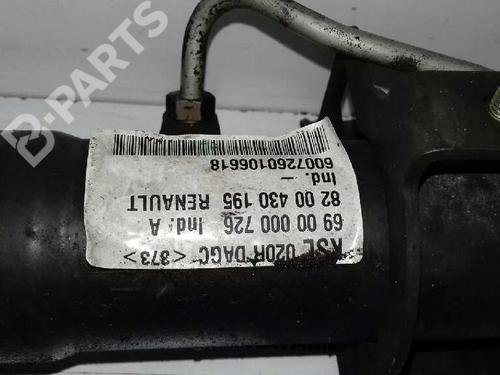 KSL 020R DAGC <373>
69 00 000 726 Ind. A
82 00 430 195 RENAULT
Ind. –
6007260106618
B-PARTS